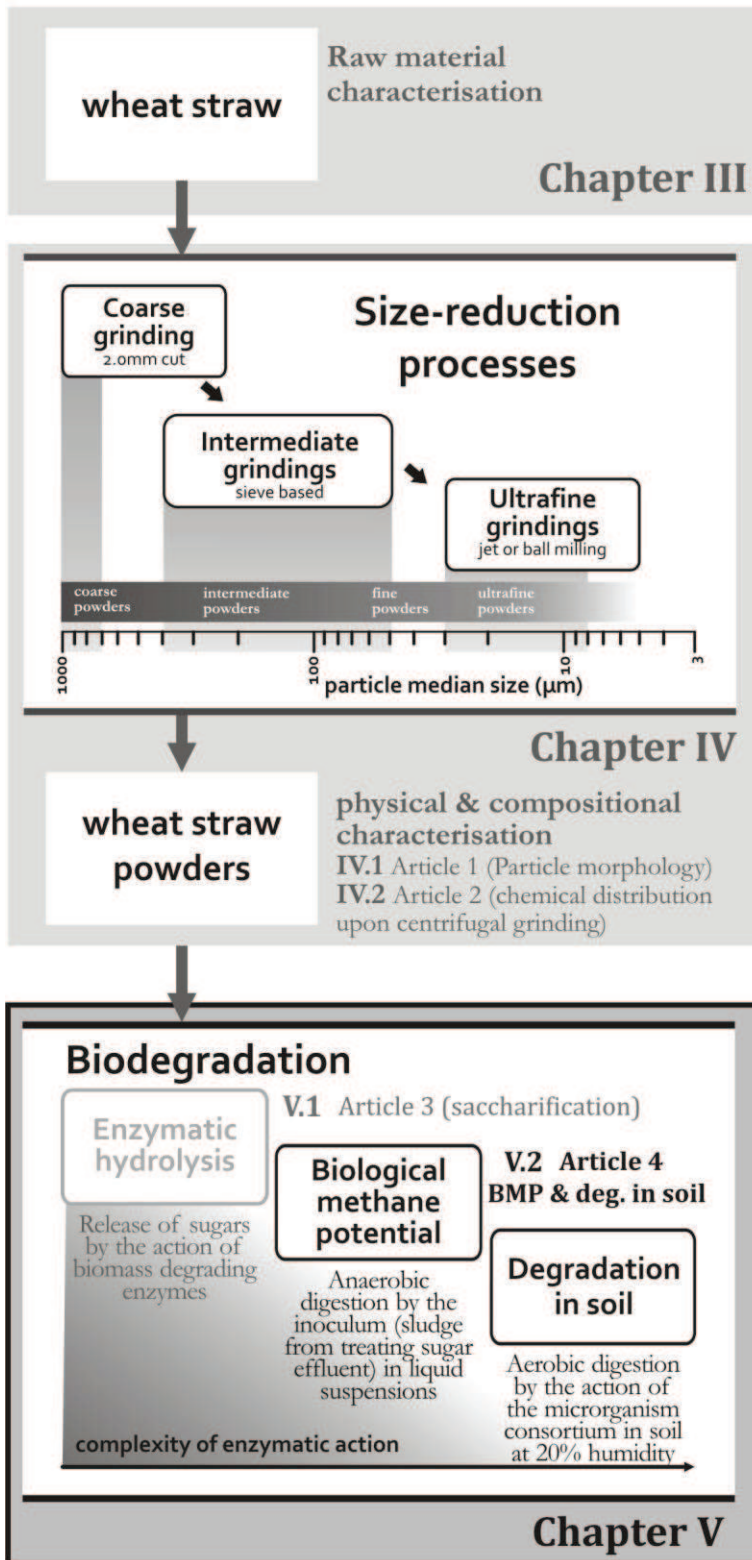 wheat straw
Raw material
characterisation
Chapter III
Coarse
grinding
2.0mm cut
Size-reduction
processes
Intermediate
grindings
sieve based
Ultrafine
grindings
jet or ball milling
coarse
powders
intermediate
powders
fine
powders
ultrafine
powders
1000
100
10
3
particle median size (µm)
Chapter IV
wheat straw
powders
physical & compositional
characterisation
IV.1 Article 1 (Particle morphology)
IV.2 Article 2 (chemical distribution
upon centrifugal grinding)
Biodegradation
Enzymatic
hydrolysis
V.1 Article 3 (saccharification)
Release of sugars
by the action of
biomass degrading
enzymes
Biological
methane
potential
V.2 Article 4
BMP & deg. in soil
Anaerobic
digestion by the
inoculum (sludge
from treating sugar
effluent) in liquid
suspensions
Degradation
in soil
Aerobic digestion
by the action of
the microrganism
consortium in soil
at 20% humidity
complexity of enzymatic action
Chapter V